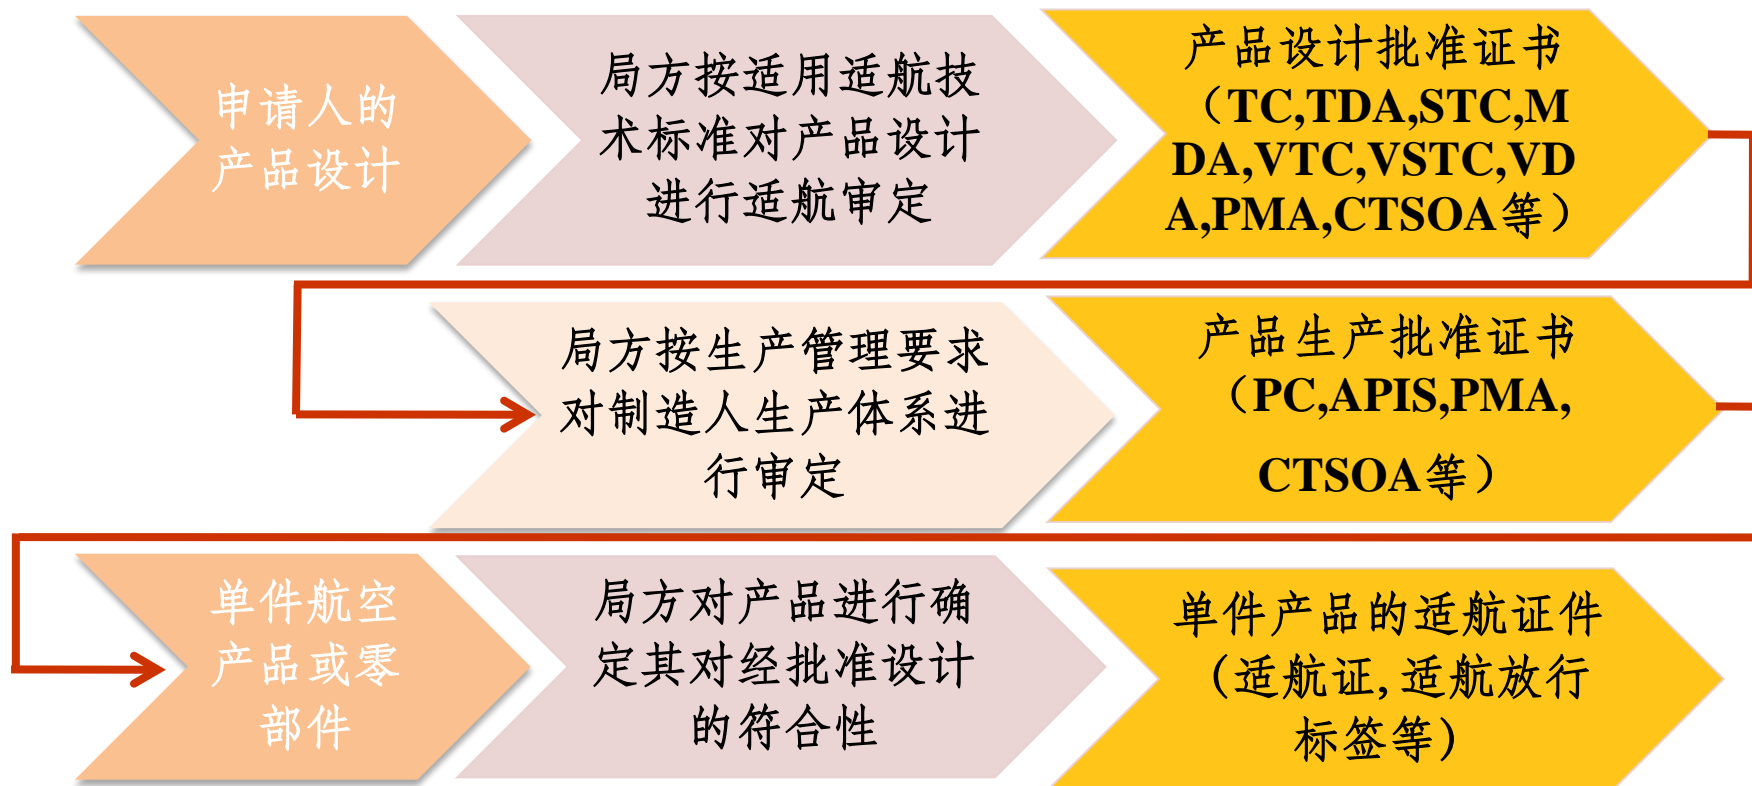 申请人的
产品设计
局方按适用适航技
术标准对产品设计
进行适航审定
产品设计批准证书
（TC,TDA,STC,M
DA,VTC,VSTC,VD
A,PMA,CTSOA等）
局方按生产管理要求
对制造人生产体系进
行审定
产品生产批准证书
（PC,APIS,PMA,
CTSOA等）
单件航空
产品或零
部件
局方对产品进行确
定其对经批准设计
的符合性
单件产品的适航证件
（适航证,适航放行
标签等）